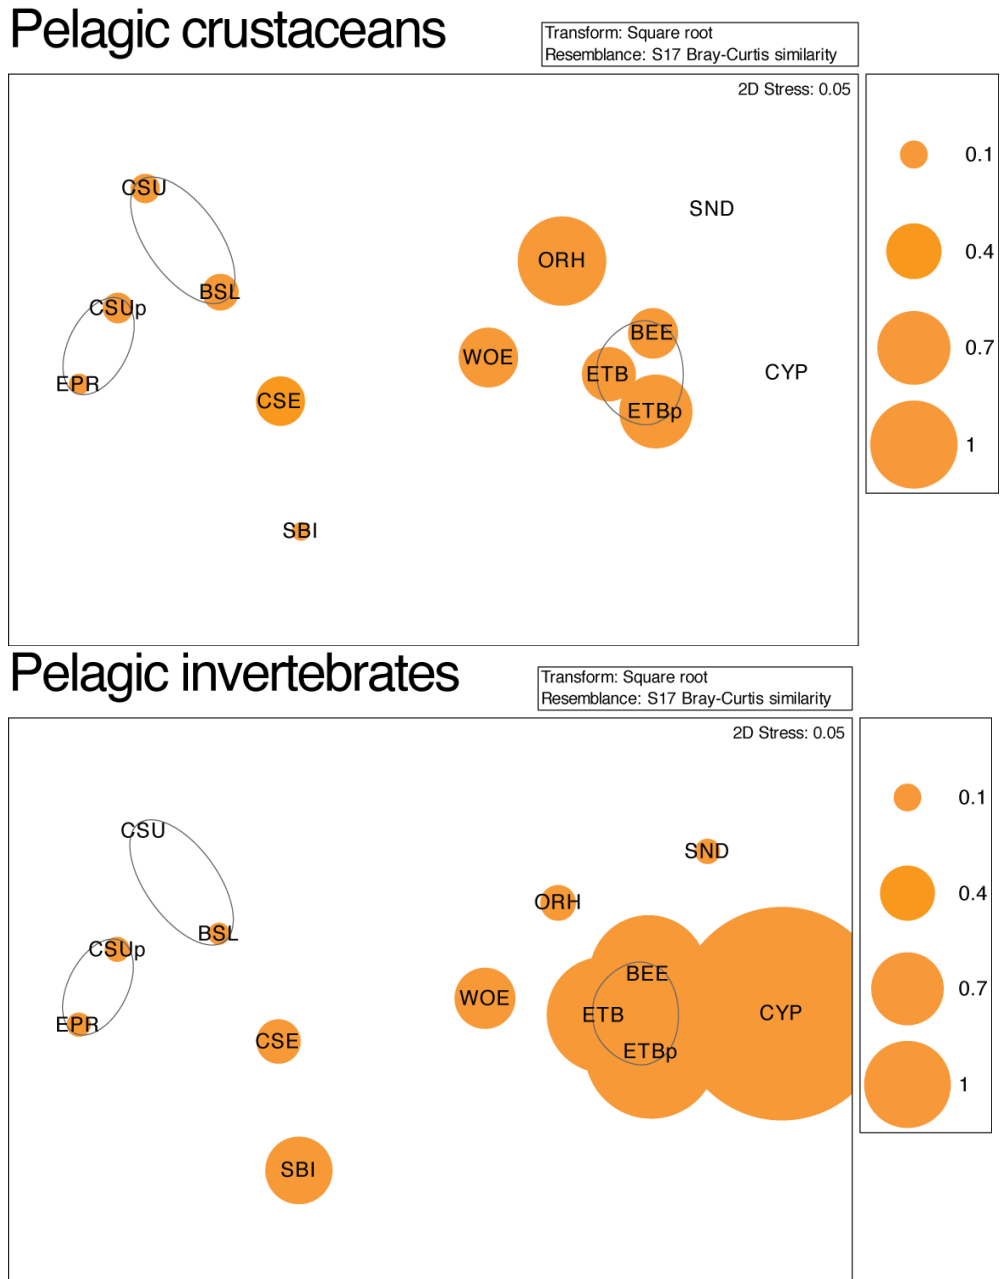 Pelagic crustaceans
Transform: Square root
Resemblance: S17 Bray-Curtis similarity
2D Stress: 0.05
CSU
SND
ORH
BSL
CSUp
BEE
WOE
ETB
CYP
EPR
CSE
ETBp
SBI
0.1
0.4
0.7
1
Pelagic invertebrates
Transform: Square root
Resemblance: S17 Bray-Curtis similarity
2D Stress: 0.05
CSU
SND
ORH
BSL
CSUp
BEE
WOE
ETB
CYP
EPR
CSE
ETBp
SBI
0.1
0.4
0.7
1